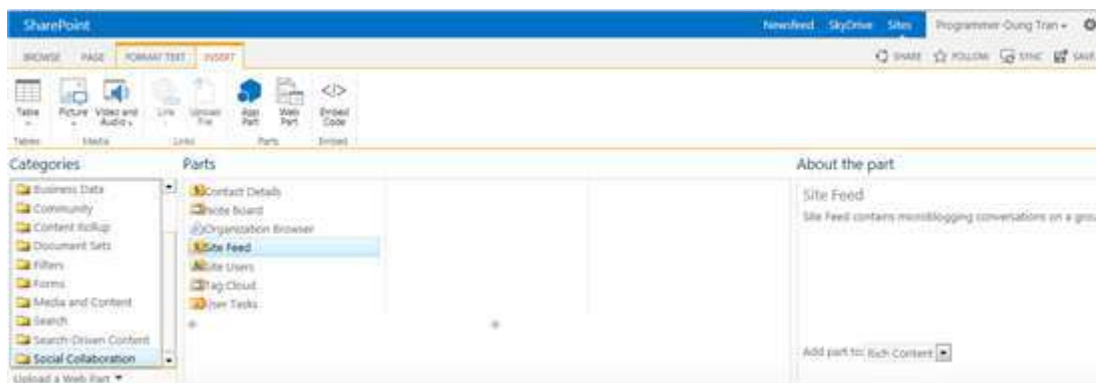 SharePoint
Newsfeed SkyDrive Sites Programmer-Dung Tran
BROWSE PAGE FORMAT TEXT INSERT
SHARE FOLLOW SYNC SAVE
Table Picture Video and Audio Link Upload File App Part Web Part Embed Code
Tables Media Links Parts Embed
Categories
Business Data
Community
Content Rollup
Document Sets
Filters
Forms
Media and Content
Search
Search-Driven Content
Social Collaboration
Upload a Web Part
Parts
Contact Details
Note Board
Organization Browser
Site Feed
Site Users
Tag Cloud
User Tasks
About the part
Site Feed
Site Feed contains microblogging conversations on a grou
Add part to: Rich Content